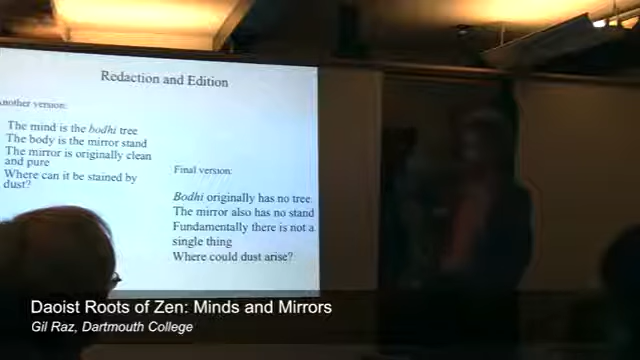 Redaction and Edition
Another version:
The mind is the bodhi tree
The body is the mirror stand
The mirror is originally clean
and pure
Where can it be stained by
dust?
Final version:
Bodhi originally has no tree.
The mirror also has no stand
Fundamentally there is not a
single thing
Where could dust arise?
Daoist Roots of Zen: Minds and Mirrors
Gil Raz, Dartmouth College